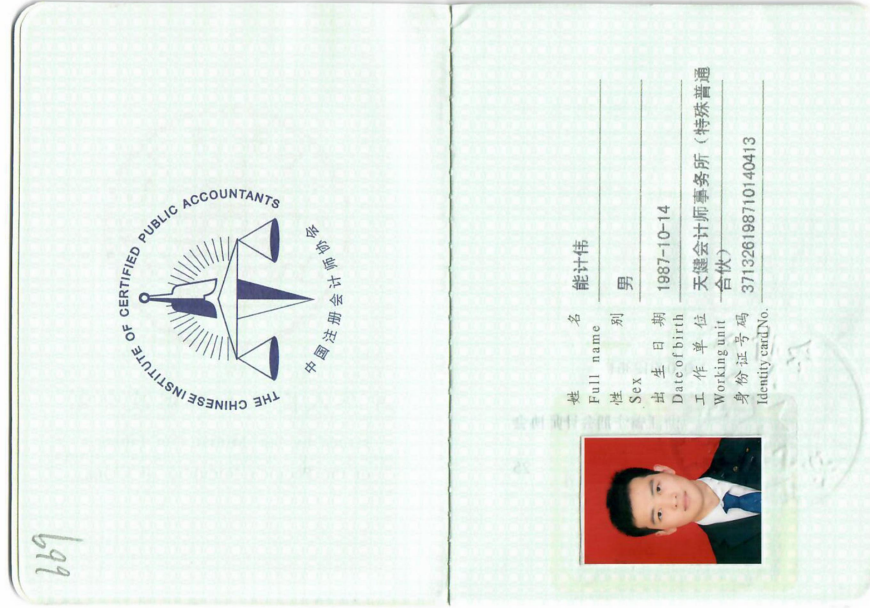 THE CHINESE INSTITUTE OF CERTIFIED PUBLIC ACCOUNTANTS
中国注册会计师协会
姓 名 能计伟
Full name
性 别 男
Sex
出 生 日 期 1987-10-14
Date of birth
工 作 单 位 天健会计师事务所（特殊普通
Working unit 合伙）
身 份 证 号 码 371326198710140413
Identity card No.